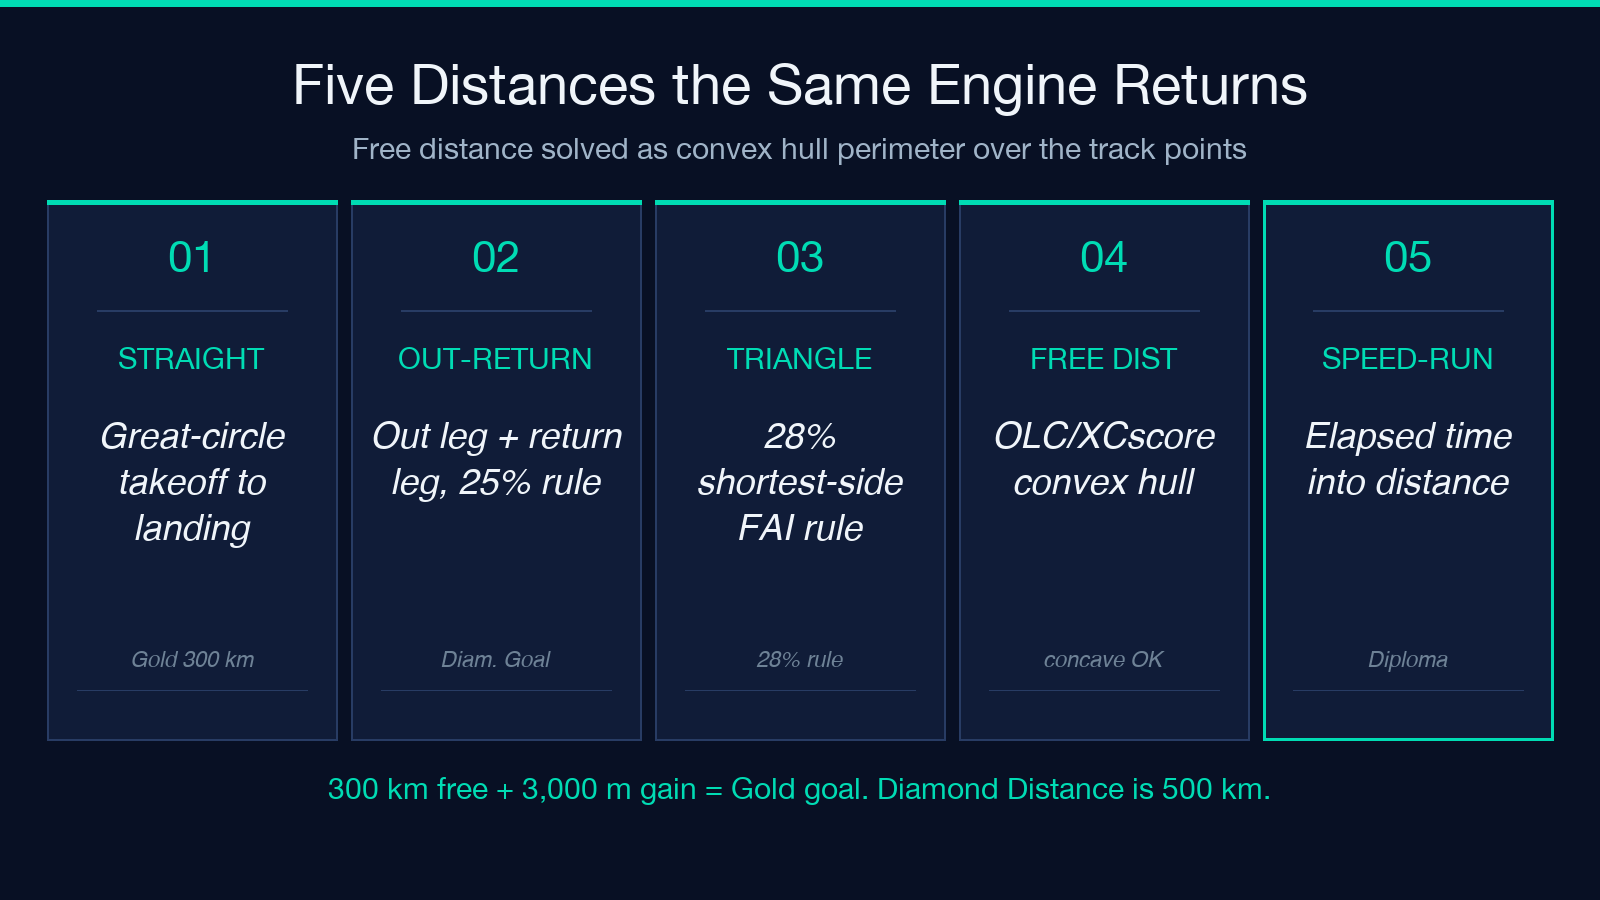 Five Distances the Same Engine Returns
Free distance solved as convex hull perimeter over the track points
01
STRAIGHT
Great-circle
takeoff to
landing
Gold 300 km
02
OUT-RETURN
Out leg + return
leg, 25% rule
Diam. Goal
03
TRIANGLE
28%
shortest-side
FAI rule
28% rule
04
FREE DIST
OLC/XCscore
convex hull
concave OK
05
SPEED-RUN
Elapsed time
into distance
Diploma
300 km free + 3,000 m gain = Gold goal. Diamond Distance is 500 km.